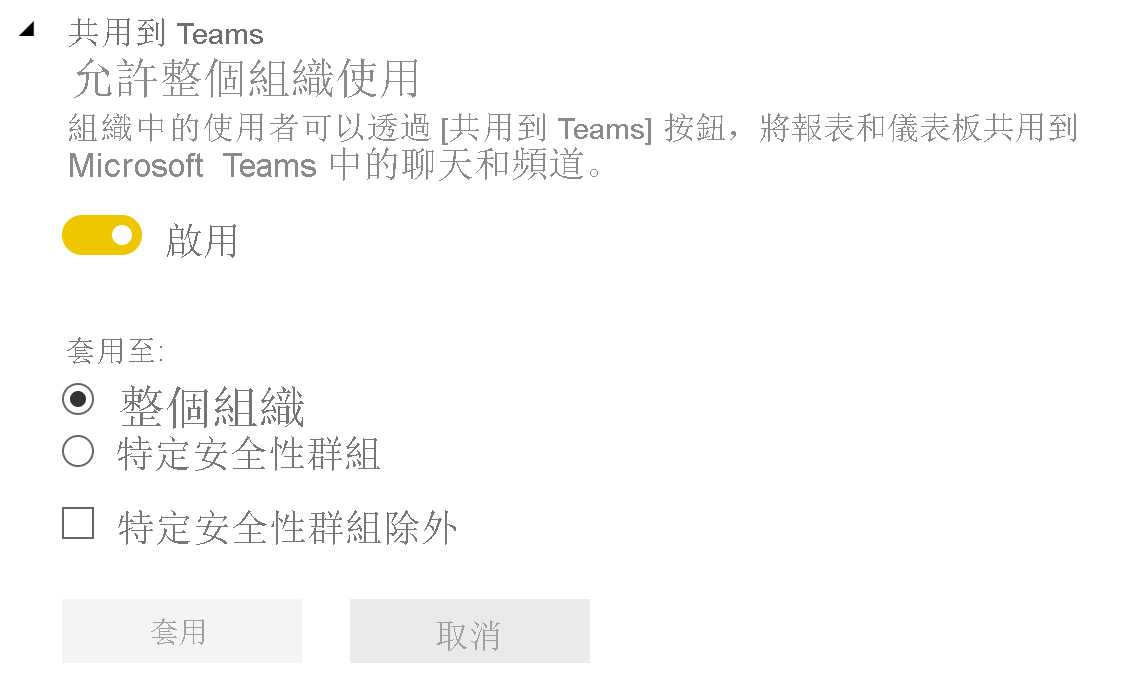 共用到 Teams
允許整個組織使用
組織中的使用者可以透過 [共用到 Teams] 按鈕，將報表和儀表板共用到
Microsoft Teams 中的聊天和頻道。
啟用
套用至:
整個組織
特定安全性群組
特定安全性群組除外
套用
取消